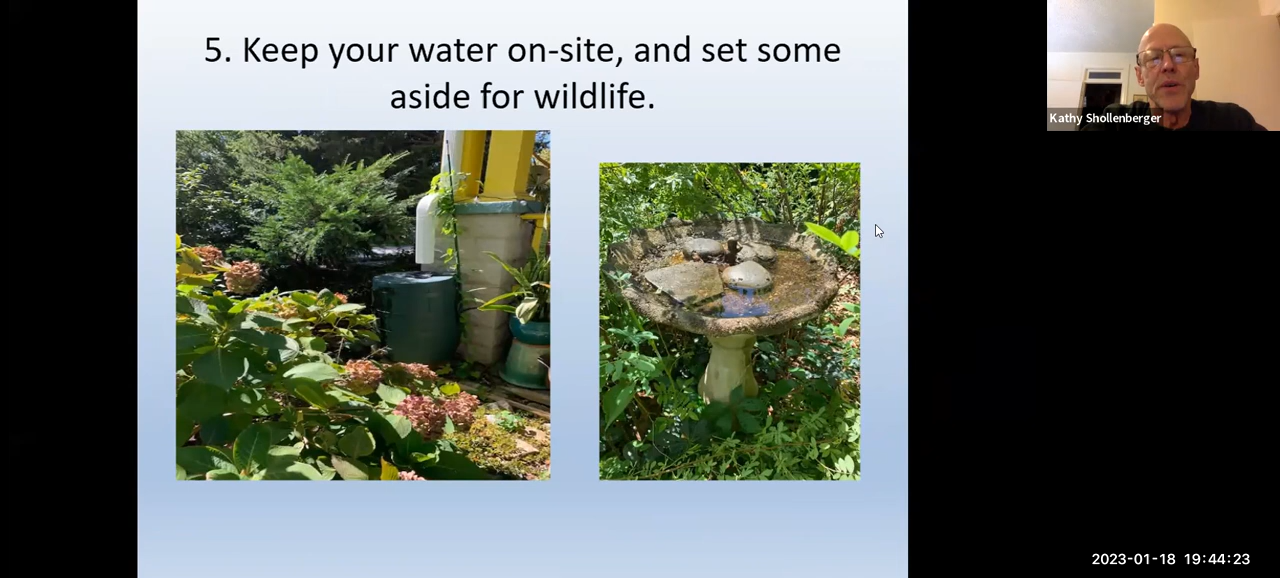 5. Keep your water on-site, and set some
aside for wildlife.
Kathy Shollenberger
2023-01-18 19:44:23